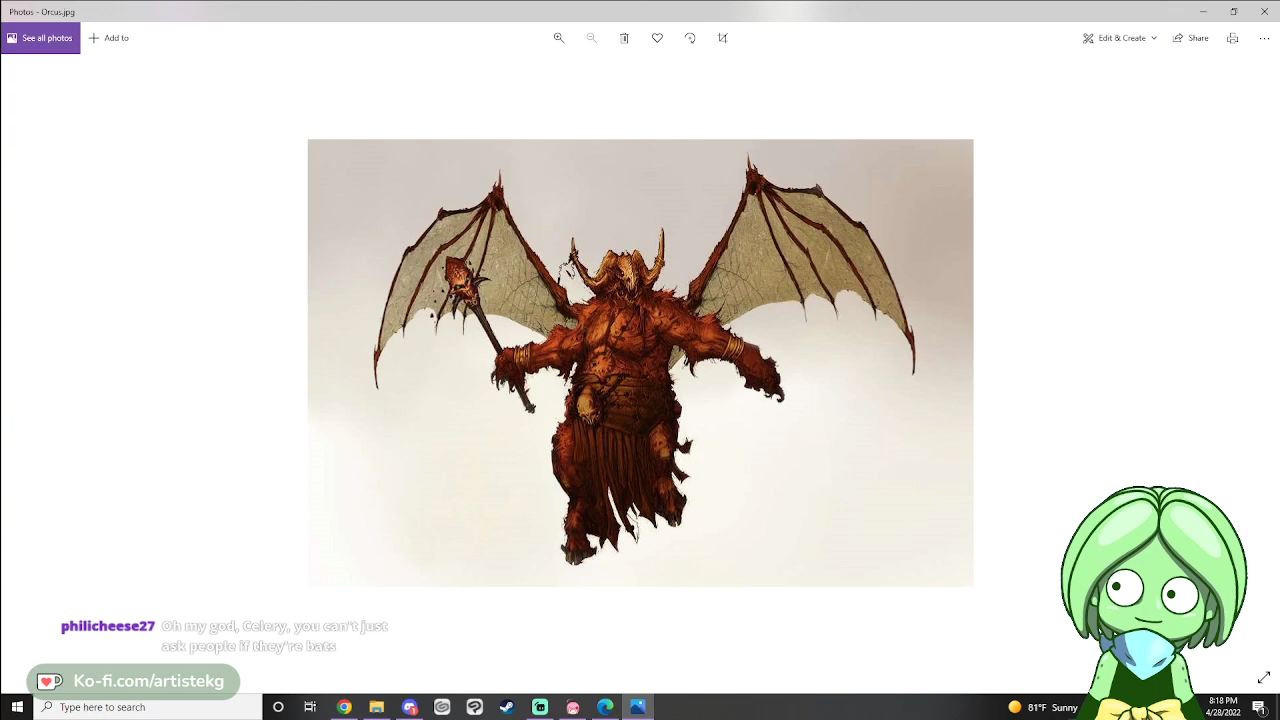 Photos - Orcus.jpg
See all photos
Add to
Edit & Create
Share
philicheese27 Oh my god, Celery, you can't just
ask people if they're bats
Ko-fi.com/artistekg
Type here to search
81°F Sunny
8:18 PM
4/28/2022
1